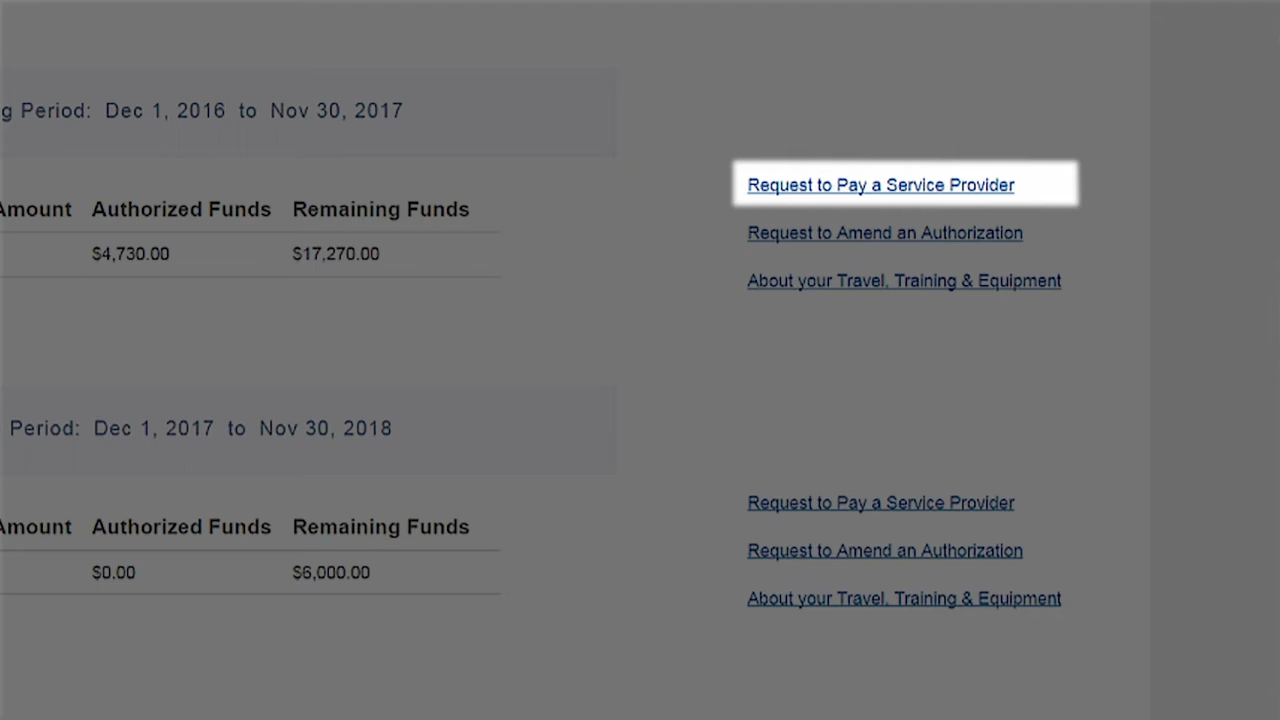 g Period: Dec 1, 2016 to Nov 30, 2017
Request to Pay a Service Provider
Amount Authorized Funds Remaining Funds
Request to Amend an Authorization
$4,730.00 $17,270.00
About your Travel, Training & Equipment
Period: Dec 1, 2017 to Nov 30, 2018
Request to Pay a Service Provider
Amount Authorized Funds Remaining Funds
Request to Amend an Authorization
$0.00 $6,000.00
About your Travel, Training & Equipment